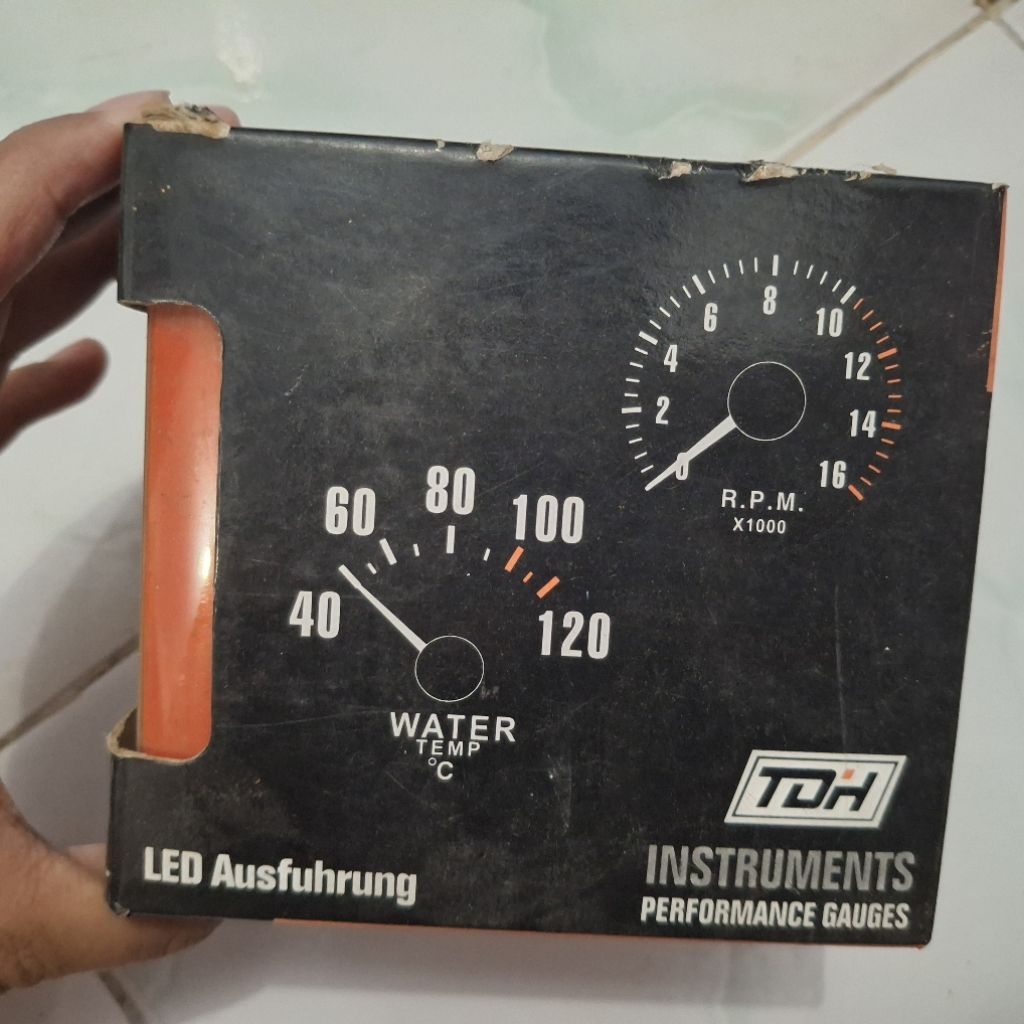 0 2 4 6 8 10 12 14 16
R.P.M.
X1000
40 60 80 100 120
WATER
TEMP
°C
TDH
LED Ausfuhrung
INSTRUMENTS
PERFORMANCE GAUGES